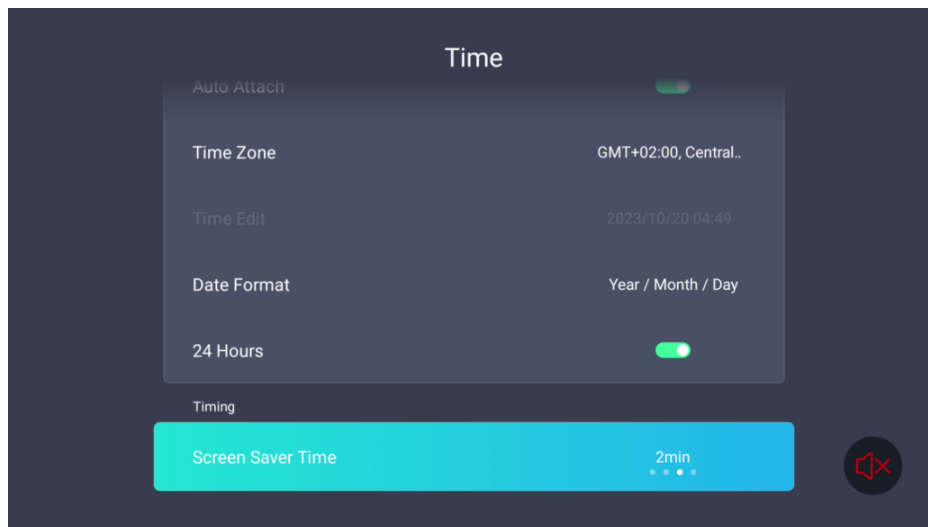 Time
Auto Attach
Time Zone GMT+02:00, Central..
Time Edit 2023/10/20 04:49
Date Format Year / Month / Day
24 Hours
Timing
Screen Saver Time 2min